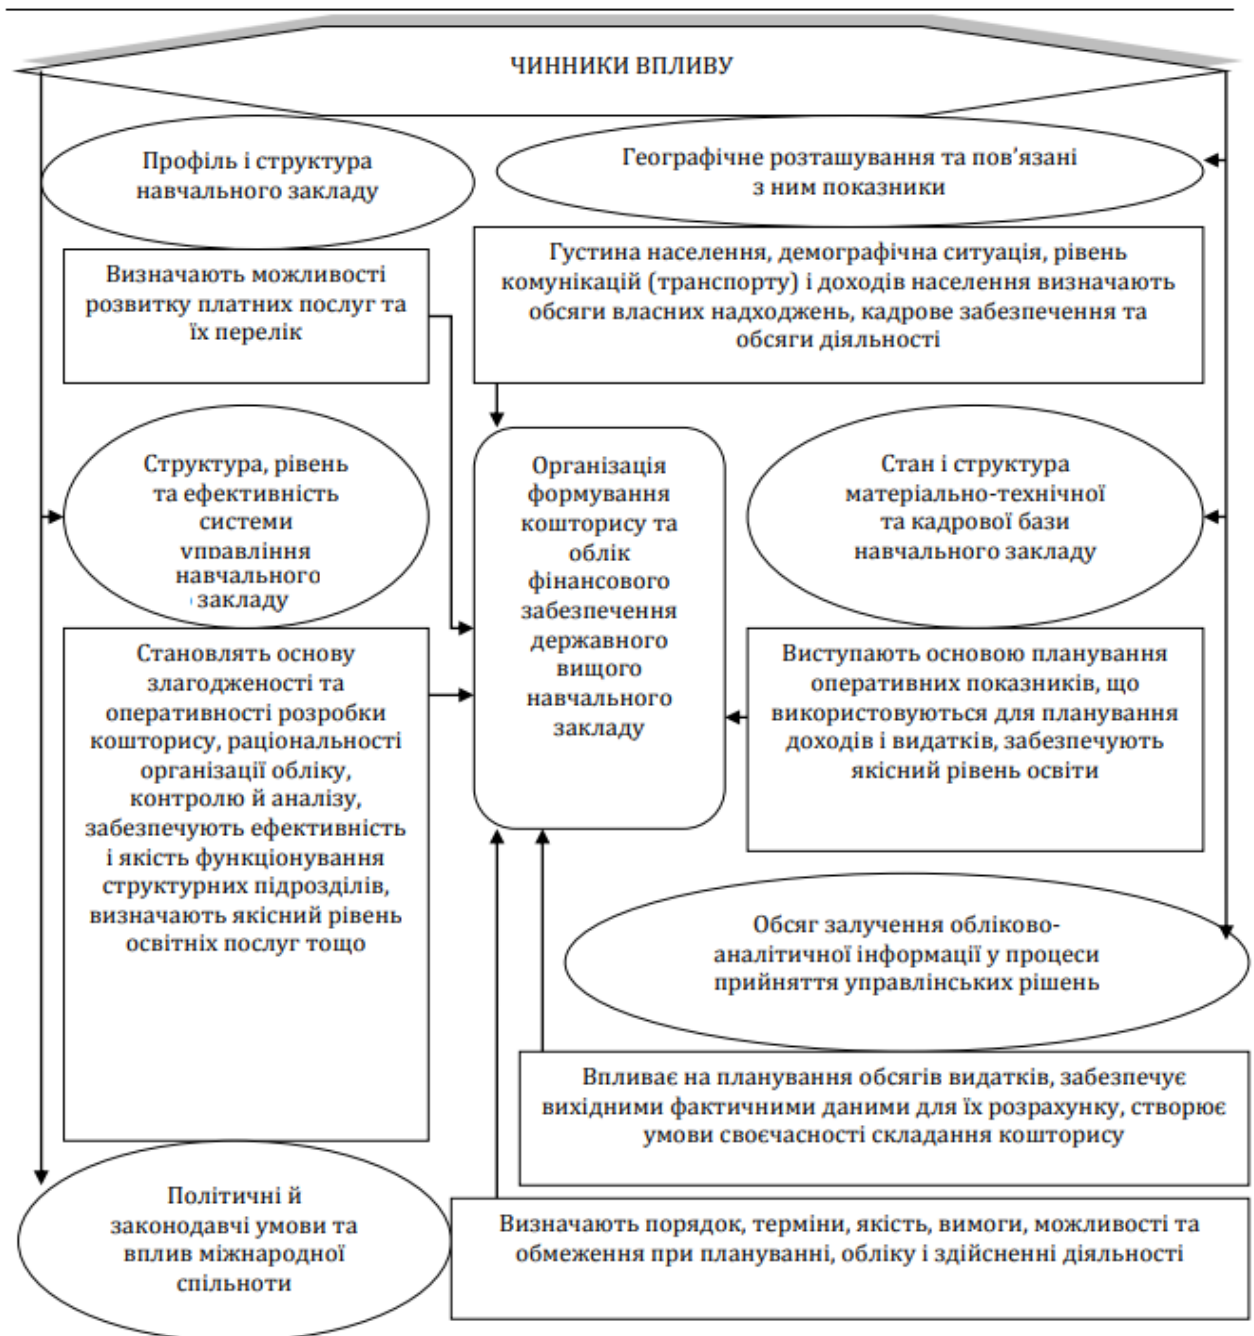 ЧИННИКИ ВПЛИВУ
Профіль і структура
навчального закладу
Географічне розташування та пов’язані
з ним показники
Визначають можливості
розвитку платних послуг та
їх перелік
Густина населення, демографічна ситуація, рівень
комунікацій (транспорту) і доходів населення визначають
обсяги власних надходжень, кадрове забезпечення та
обсяги діяльності
Структура, рівень
та ефективність
системи
управління
навчального
закладу
Організація
формування
кошторису та
облік
фінансового
забезпечення
державного
вищого
навчального
закладу
Стан і структура
матеріально-технічної
та кадрової бази
навчального закладу
Становлять основу
злагодженості та
оперативності розробки
кошторису, раціональності
організації обліку,
контролю й аналізу,
забезпечують ефективність
і якість функціонування
структурних підрозділів,
визначають якісний рівень
освітніх послуг тощо
Виступають основою планування
оперативних показників, що
використовуються для планування
доходів і видатків, забезпечують
якісний рівень освіти
Обсяг залучення обліково-
аналітичної інформації у процеси
прийняття управлінських рішень
Впливає на планування обсягів видатків, забезпечує
вихідними фактичними даними для їх розрахунку, створює
умови своєчасності складання кошторису
Політичні й
законодавчі умови та
вплив міжнародної
спільноти
Визначають порядок, терміни, якість, вимоги, можливості та
обмеження при плануванні, обліку і здійсненні діяльності